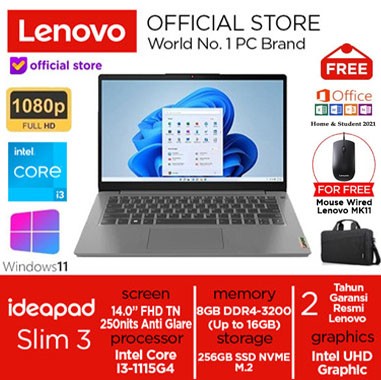 Lenovo
OFFICIAL STORE
World No. 1 PC Brand
official store
FREE
1080p
FULL HD
Office
Home & Student 2021
intel
CORE
i3
FOR FREE
Mouse Wired
Lenovo MK11
Windows11
ideapad
Slim 3
screen
14.0" FHD TN
250nits Anti Glare
processor
Intel Core
I3-1115G4
memory
8GB DDR4-3200
(Up to 16GB)
storage
256GB SSD NVME
M.2
2
Tahun
Garansi
Resmi
Lenovo
graphics
Intel UHD
Graphic